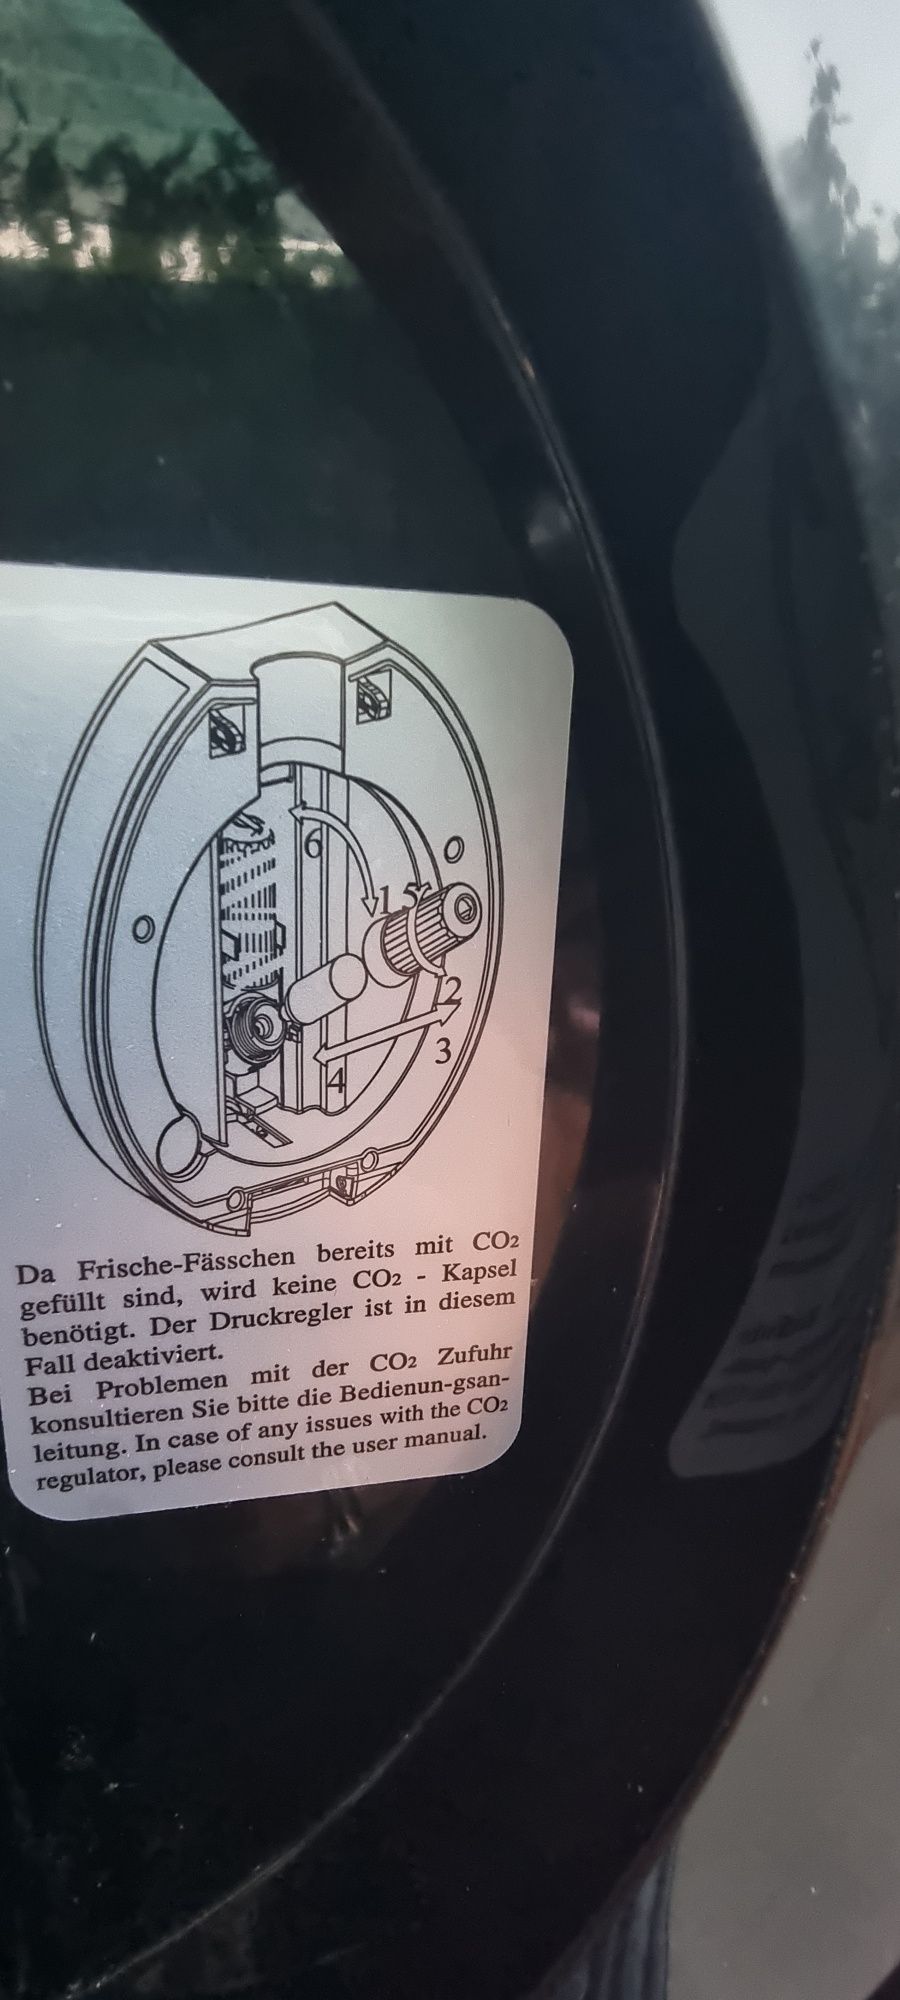 6
1 5
2
3
4
Da Frische-Fässchen bereits mit CO₂
gefüllt sind, wird keine CO₂ - Kapsel
benötigt. Der Druckregler ist in diesem
Fall deaktiviert.
Bei Problemen mit der CO₂ Zufuhr
konsultieren Sie bitte die Bedienun-gsan-
leitung. In case of any issues with the CO₂
regulator, please consult the user manual.